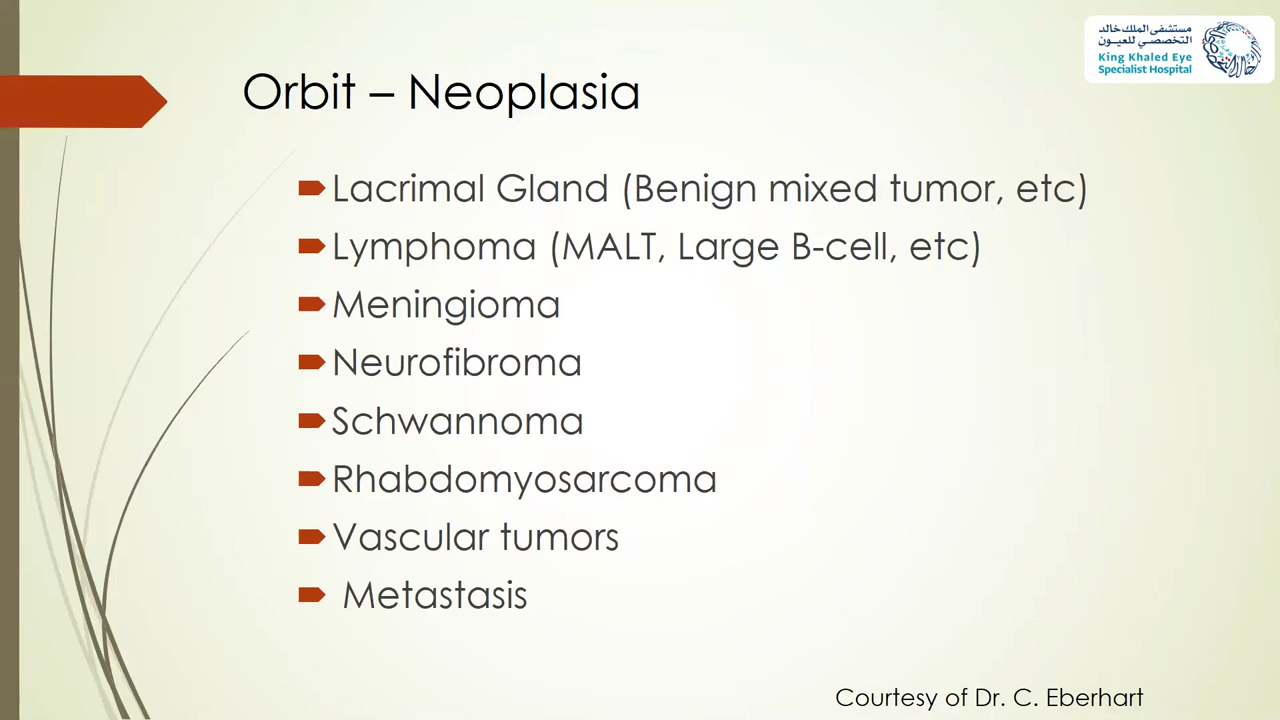 مستشفى الملك خالد
التخصصي للعيون
King Khaled Eye
Specialist Hospital
Orbit – Neoplasia
Lacrimal Gland (Benign mixed tumor, etc)
Lymphoma (MALT, Large B-cell, etc)
Meningioma
Neurofibroma
Schwannoma
Rhabdomyosarcoma
Vascular tumors
Metastasis
Courtesy of Dr. C. Eberhart